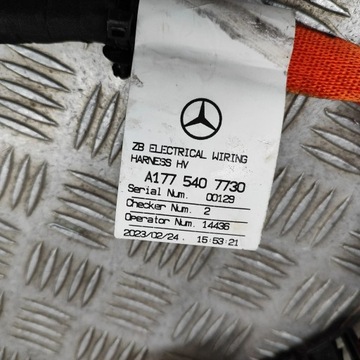 ZB ELECTRICAL WIRING
HARNESS HV
A177 540 7730
Serial Num. 00129
Checker Num. 2
Operator Num. 14436
2023/02/24. 15:53:21